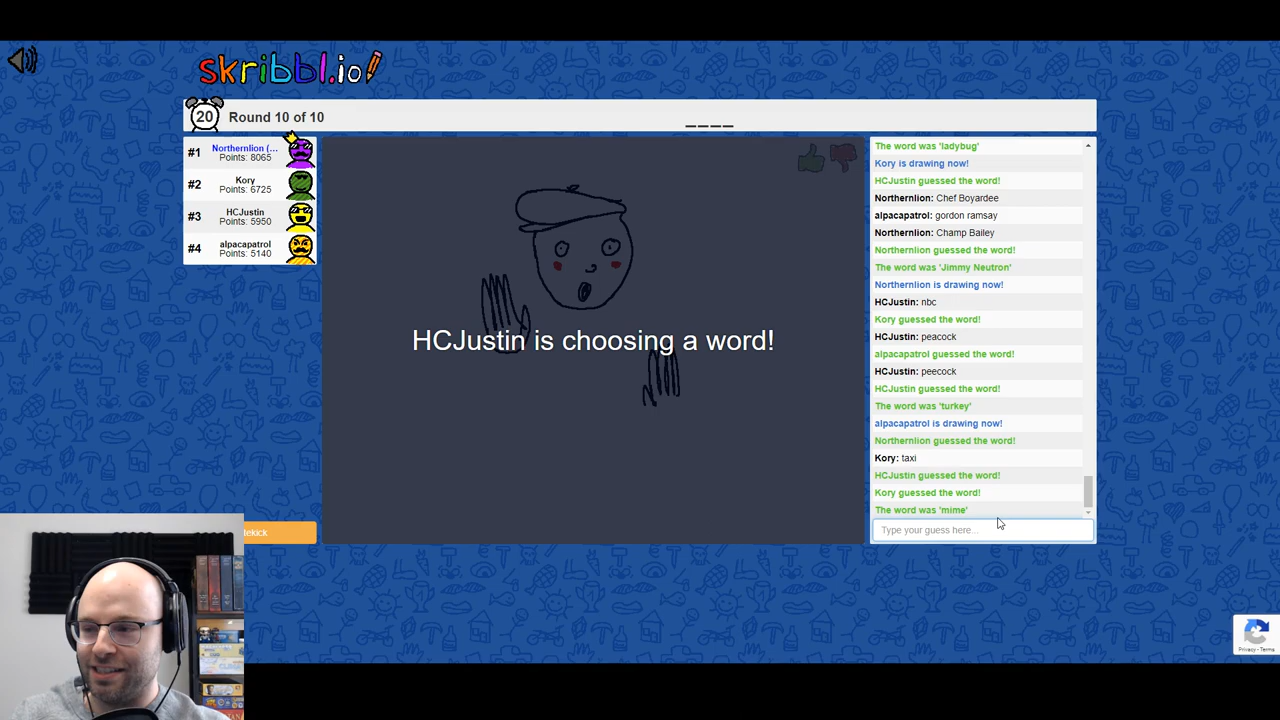 skribbl.io
20
Round 10 of 10
____
#1
Northernlion (...
Points: 8065
#2
Kory
Points: 6725
#3
HCJustin
Points: 5950
#4
alpacapatrol
Points: 5140
HCJustin is choosing a word!
The word was 'ladybug'
Kory is drawing now!
HCJustin guessed the word!
Northernlion: Chef Boyardee
alpacapatrol: gordon ramsay
Northernlion: Champ Bailey
Northernlion guessed the word!
The word was 'Jimmy Neutron'
Northernlion is drawing now!
HCJustin: nbc
Kory guessed the word!
HCJustin: peacock
alpacapatrol guessed the word!
HCJustin: peecock
HCJustin guessed the word!
The word was 'turkey'
alpacapatrol is drawing now!
Northernlion guessed the word!
Kory: taxi
HCJustin guessed the word!
Kory guessed the word!
The word was 'mime'
Type your guess here...
Privacy - Terms